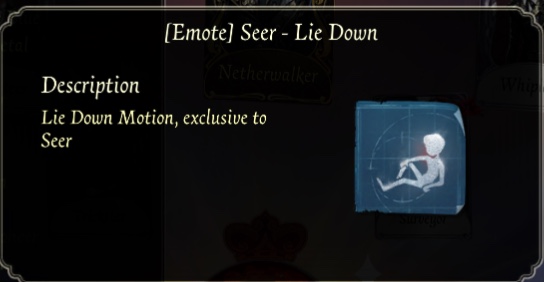 [Emote] Seer - Lie Down
Netherwalker
Description
Lie Down Motion, exclusive to
Seer